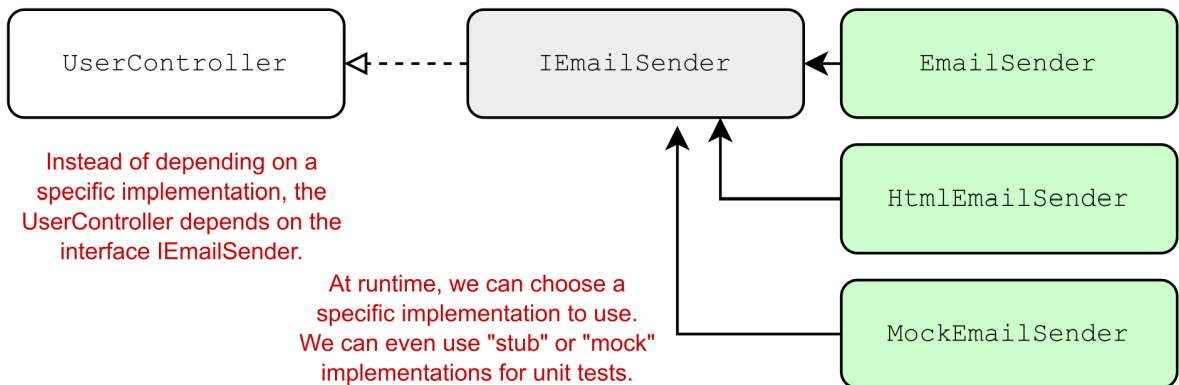 UserController
IEmailSender
EmailSender
Instead of depending on a
specific implementation, the
UserController depends on the
interface IEmailSender.
HtmlEmailSender
At runtime, we can choose a
specific implementation to use.
We can even use "stub" or "mock"
implementations for unit tests.
MockEmailSender